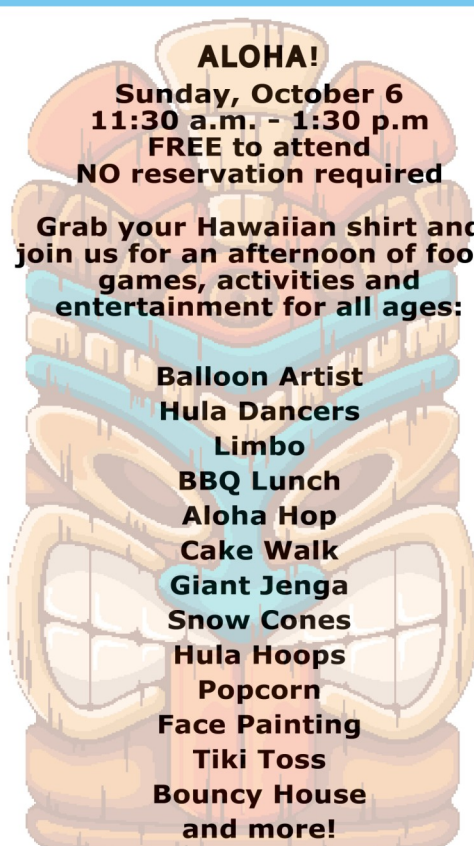 ALOHA!
Sunday, October 6
11:30 a.m. - 1:30 p.m
FREE to attend
NO reservation required
Grab your Hawaiian shirt and
join us for an afternoon of foo
games, activities and
entertainment for all ages:
Balloon Artist
Hula Dancers
Limbo
BBQ Lunch
Aloha Hop
Cake Walk
Giant Jenga
Snow Cones
Hula Hoops
Popcorn
Face Painting
Tiki Toss
Bouncy House
and more!